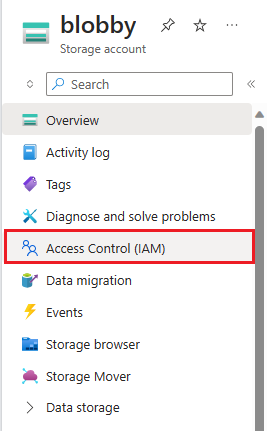 blobby
Storage account
Search
Overview
Activity log
Tags
Diagnose and solve problems
Access Control (IAM)
Data migration
Events
Storage browser
Storage Mover
Data storage